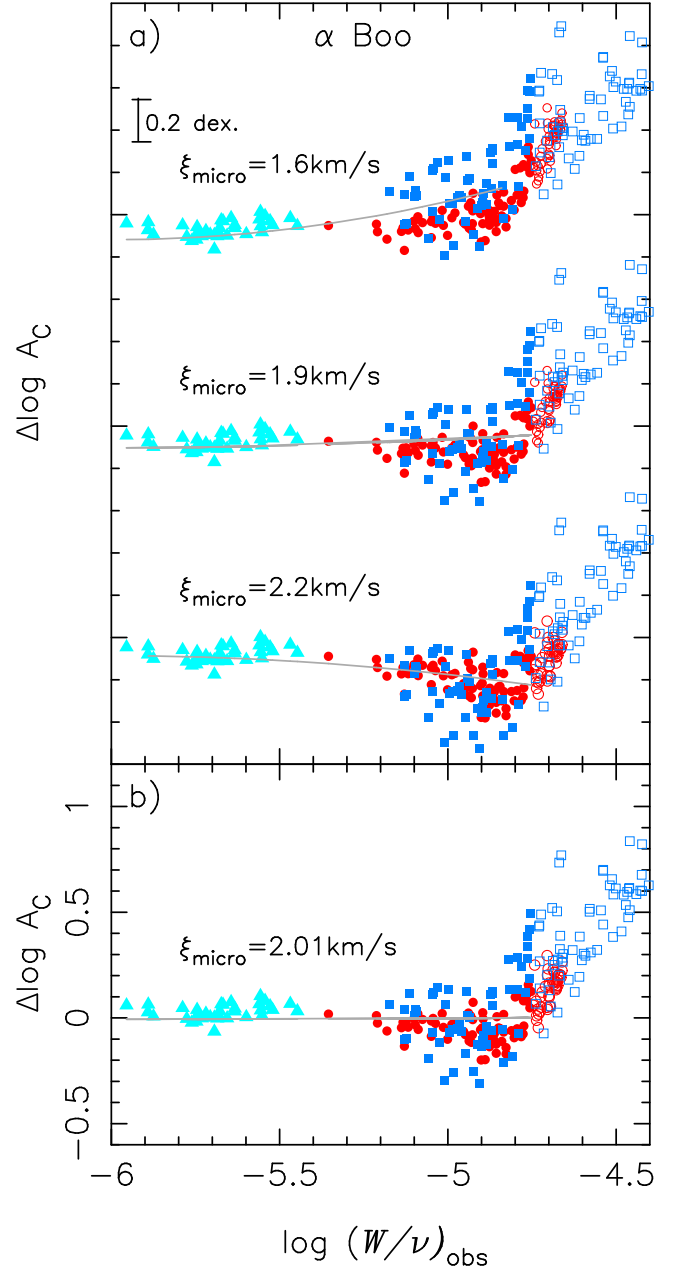 a)
α Boo
0.2 dex.
ξmicro=1.6km/s
Δlog AC
ξmicro=1.9km/s
ξmicro=2.2km/s
b)
1
0.5
Δlog AC
ξmicro=2.01km/s
0
−0.5
−6
−5.5
−5
−4.5
log (W/ν)obs